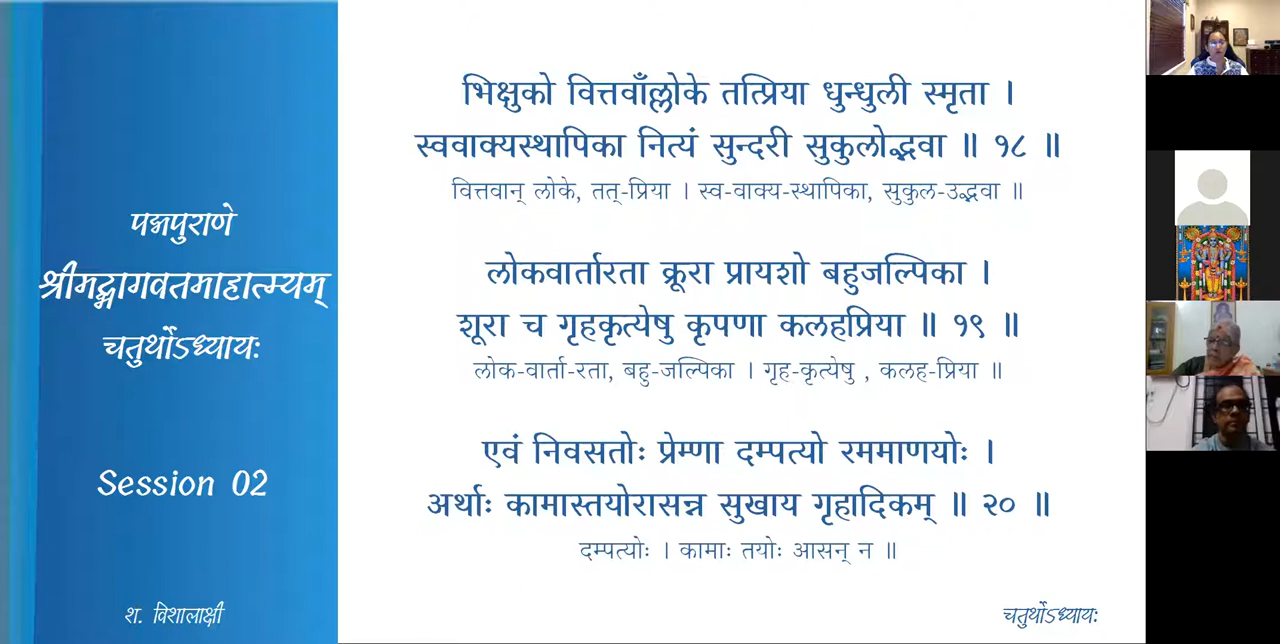 पद्मपुराणे
श्रीमद्भागवतमाहात्म्यम्
चतुर्थोऽध्यायः
Session 02
श. विशालाक्षी
भिक्षुको वित्तवाँल्लोके तत्प्रिया धुन्धुली स्मृता ।
स्ववाक्यस्थापिका नित्यं सुन्दरी सुकुलोद्भवा ॥ १८ ॥
वित्तवान् लोके, तत्-प्रिया । स्व-वाक्य-स्थापिका, सुकुल-उद्भवा ॥
लोकवार्तारता क्रूरा प्रायशो बहुजल्पिका ।
शूरा च गृहकृत्येषु कृपणा कलहप्रिया ॥ १९ ॥
लोक-वार्ता-रता, बहु-जल्पिका । गृह-कृत्येषु , कलह-प्रिया ॥
एवं निवसतोः प्रेम्णा दम्पत्यो रममाणयोः ।
अर्थाः कामास्तयोरासन्न सुखाय गृहादिकम् ॥ २० ॥
दम्पत्योः । कामाः तयोः आसन् न ॥
चतुर्थोऽध्यायः